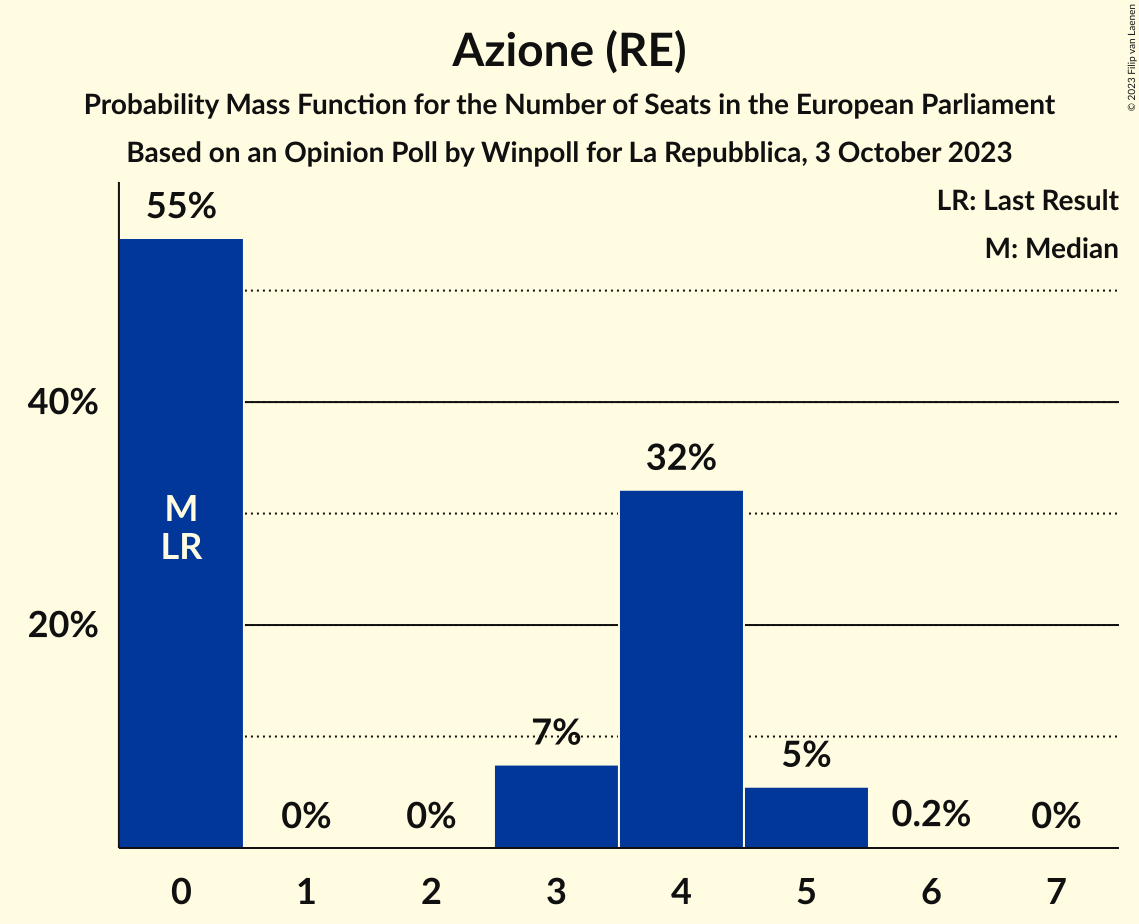 Azione (RE)
Probability Mass Function for the Number of Seats in the European Parliament
Based on an Opinion Poll by Winpoll for La Repubblica, 3 October 2023
© 2023 Filip van Laenen
LR: Last Result
M: Median
55%
40%
32%
M
LR
20%
7%
5%
0%
0%
0.2%
0%
0
1
2
3
4
5
6
7